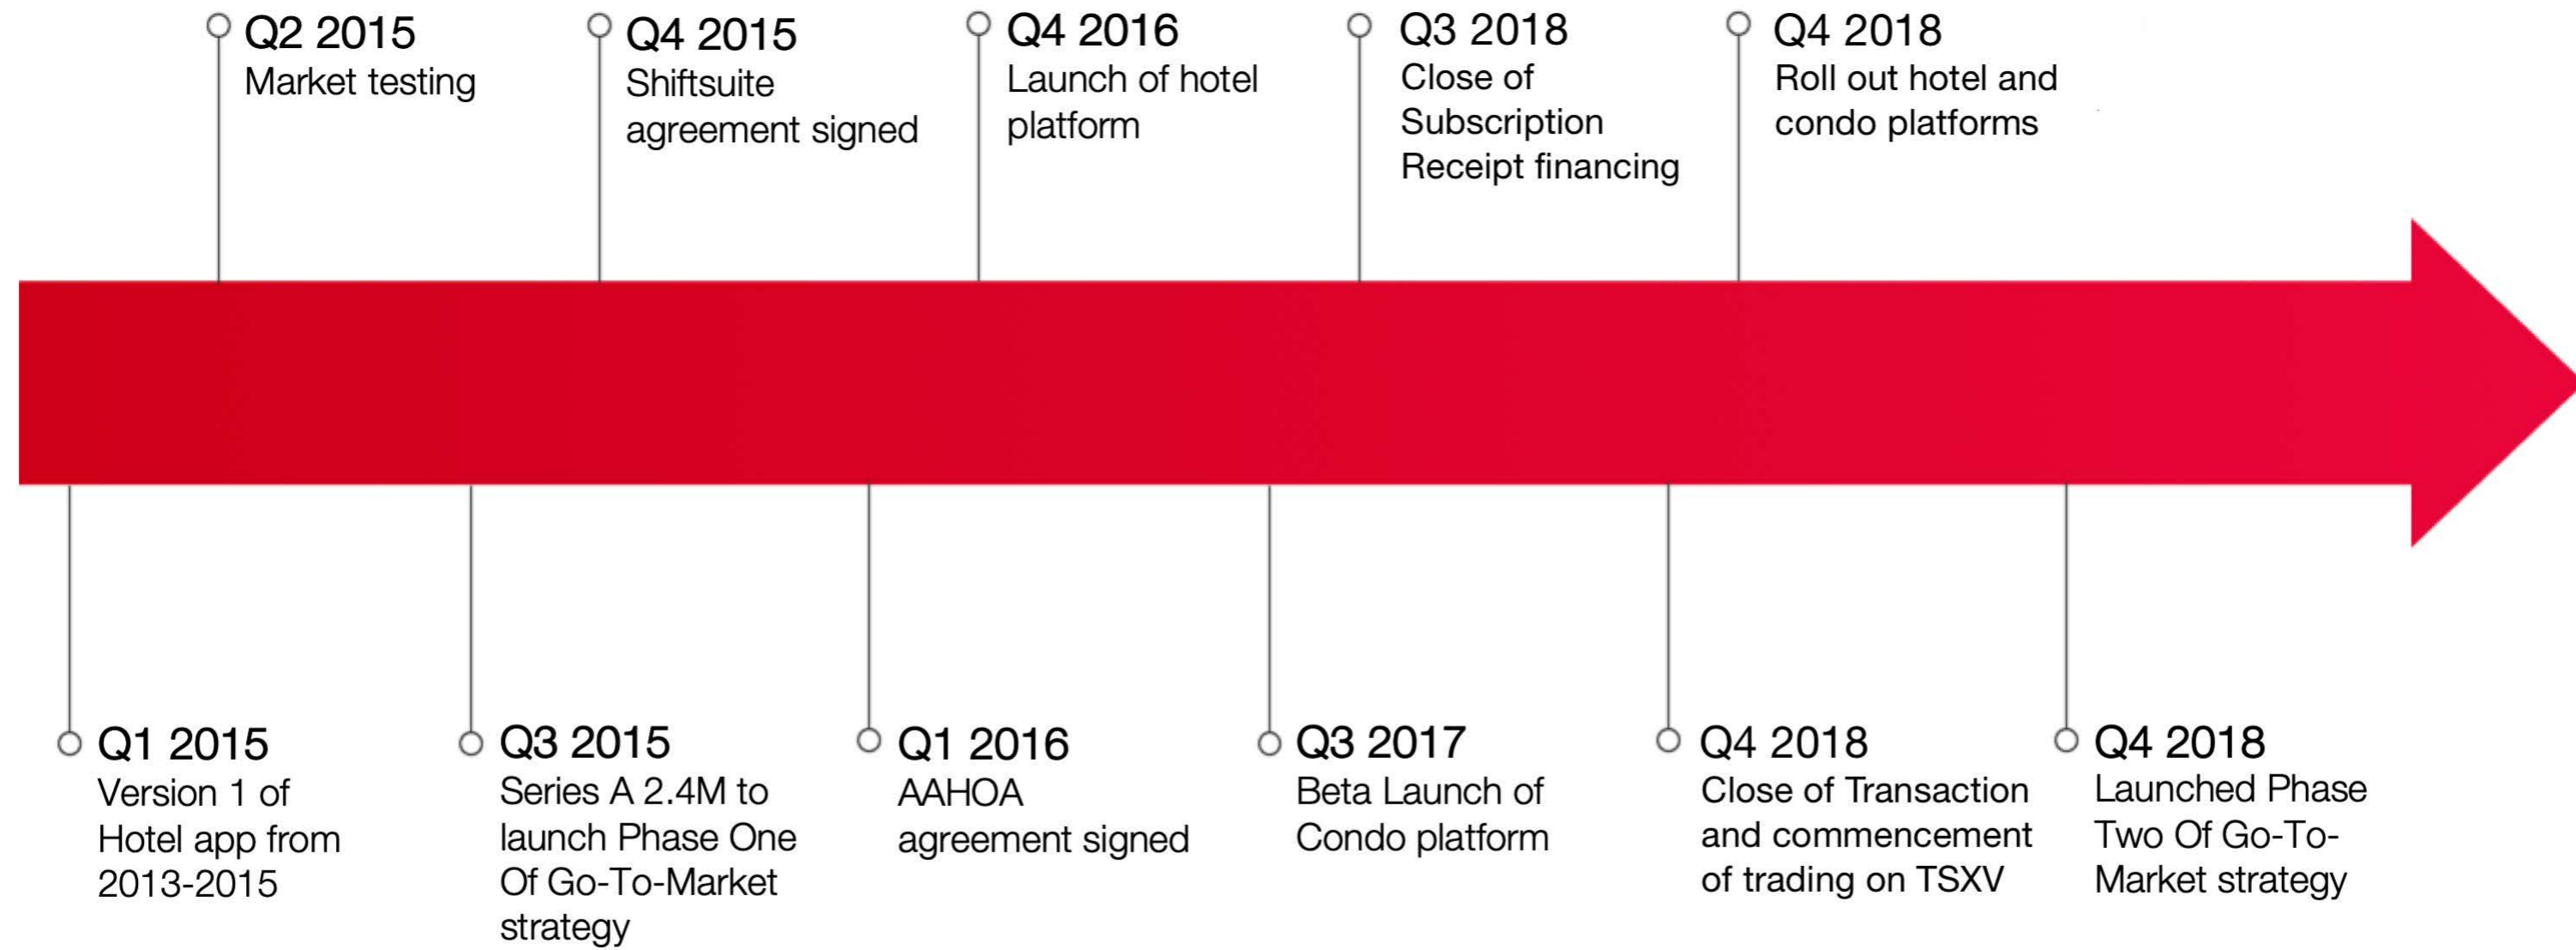 Q2 2015
Market testing
Q4 2015
Shiftsuite
agreement signed
Q4 2016
Launch of hotel
platform
Q3 2018
Close of
Subscription
Receipt financing
Q4 2018
Roll out hotel and
condo platforms
Q1 2015
Version 1 of
Hotel app from
2013-2015
Q3 2015
Series A 2.4M to
launch Phase One
Of Go-To-Market
strategy
Q1 2016
AAHOA
agreement signed
Q3 2017
Beta Launch of
Condo platform
Q4 2018
Close of Transaction
and commencement
of trading on TSXV
Q4 2018
Launched Phase
Two Of Go-To-
Market strategy